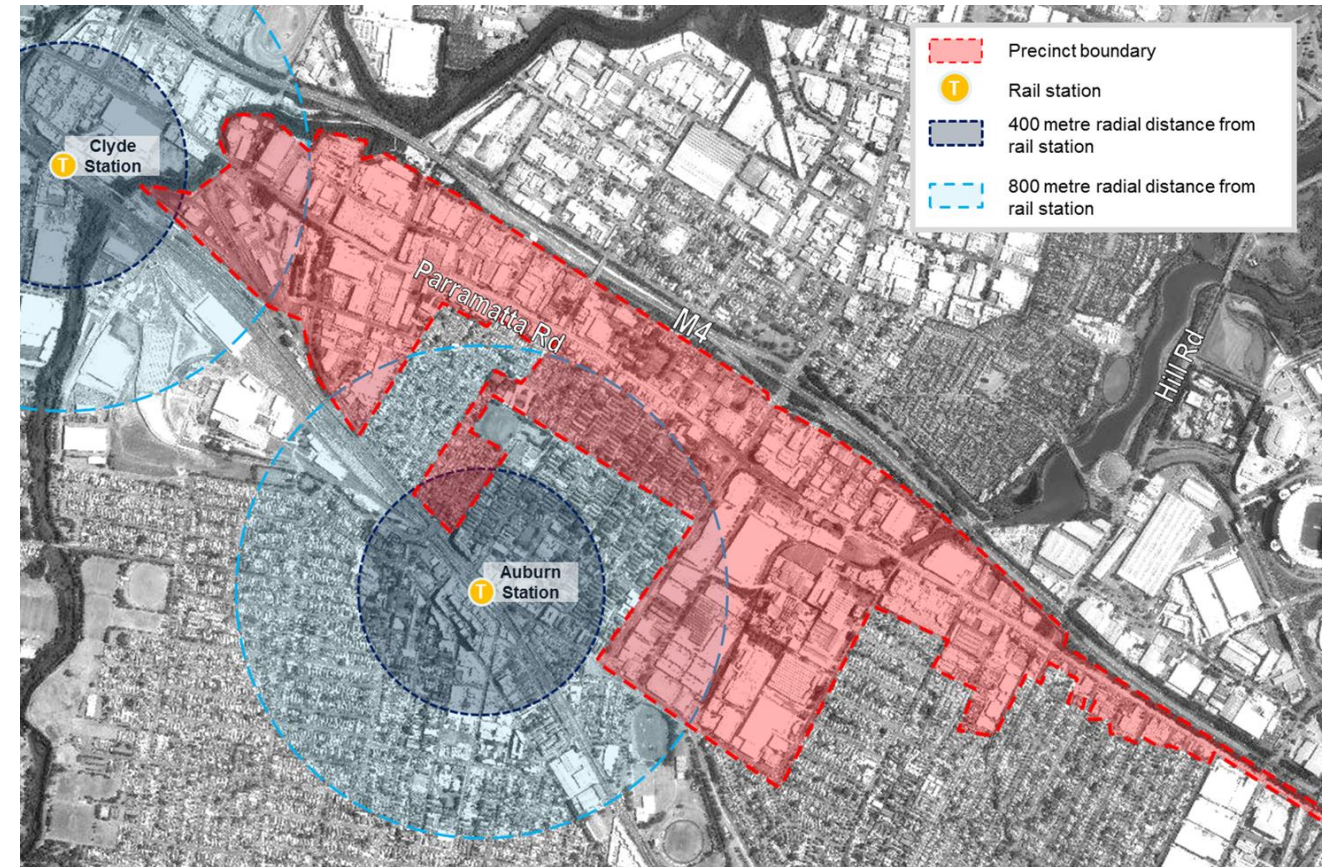 Precinct boundary
T
Rail station
400 metre radial distance from
rail station
800 metre radial distance from
rail station
Clyde
Station
T
Parramatta Rd
M4
Hill Rd
Auburn
Station
T